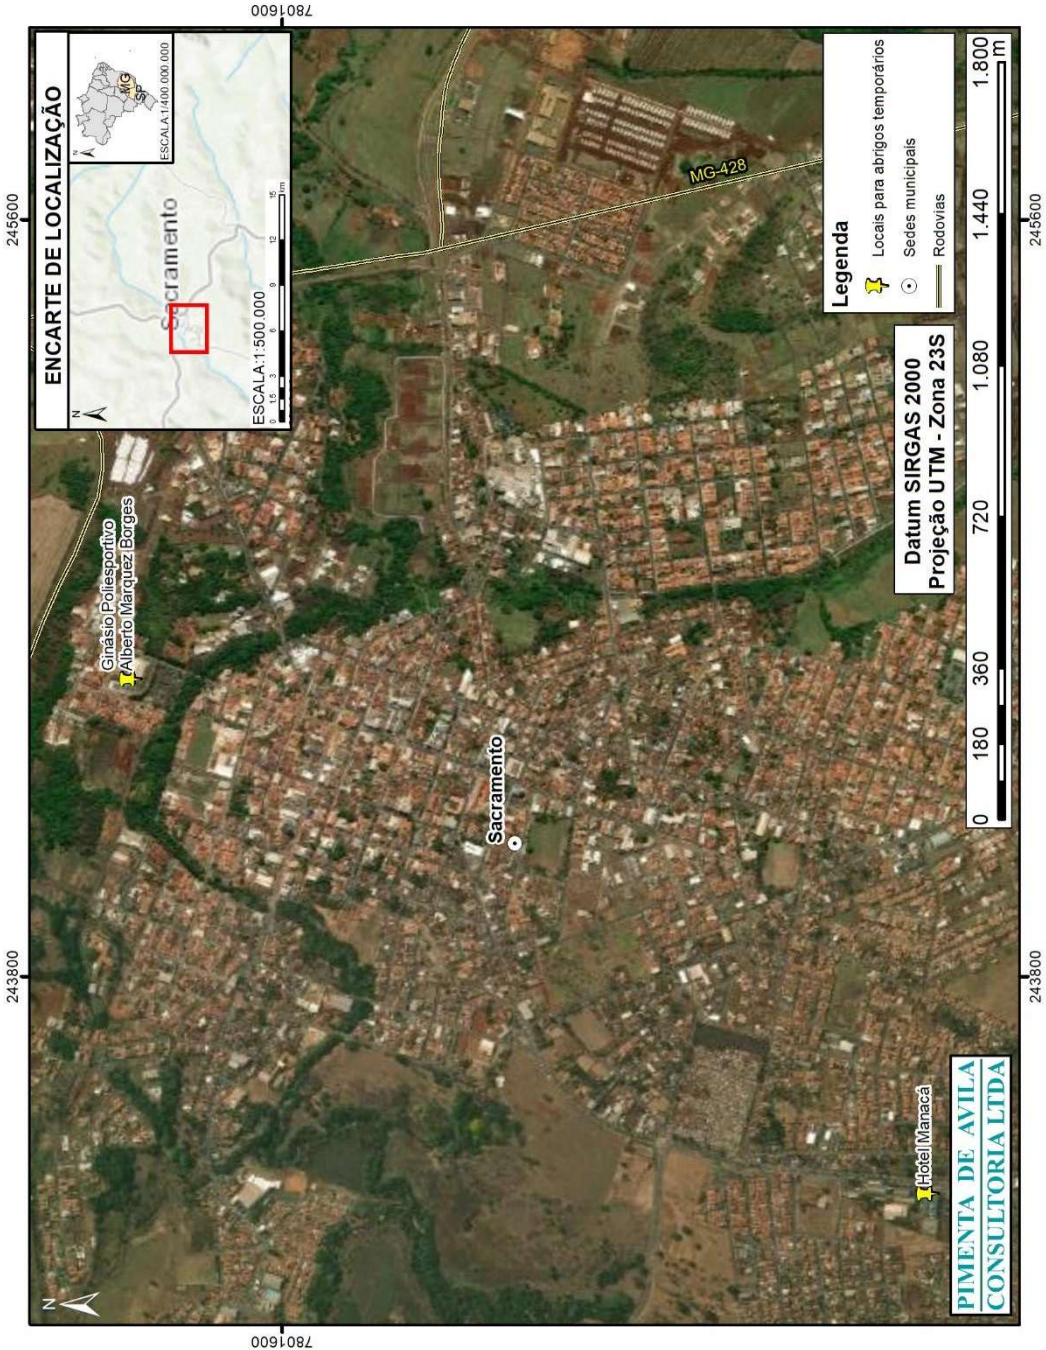 245600
243800
7801600
ENCARTE DE LOCALIZAÇÃO
N
MG
SP
ESCALA:1/400.000.000
N
Sacramento
ESCALA:1:500.000
0 1.5 3 6 9 12 15
km
Ginásio Poliesportivo
Alberto Marquez Borges
Sacramento
MG-428
Hotel Manacá
N
Legenda
Locais para abrigos temporários
Sedes municipais
Rodovias
Datum SIRGAS 2000
Projeção UTM - Zona 23S
0 180 360 720 1.080 1.440 1.800
m
PIMENTA DE AVILA
CONSULTORIA LTDA
7801600
243800
245600